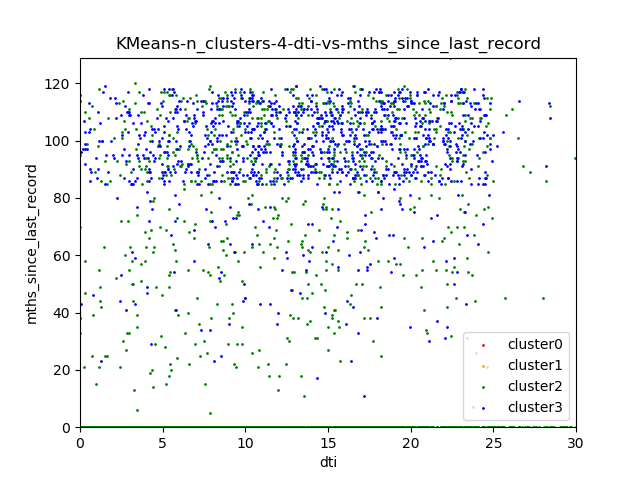 KMeans-n_clusters-4-dti-vs-mths_since_last_record
120
100
80
60
40
20
0
mths_since_last_record
0 5 10 15 20 25 30
dti
cluster0
cluster1
cluster2
cluster3